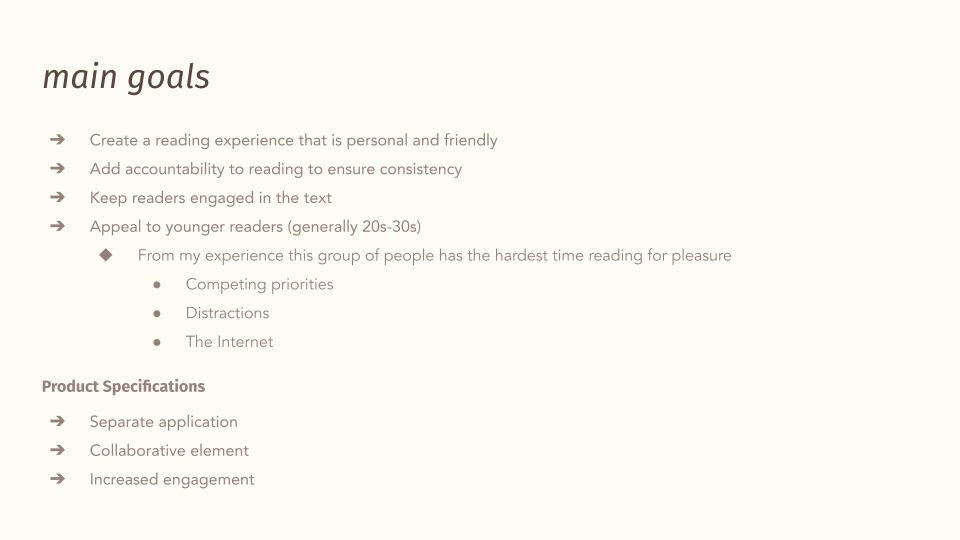 main goals
➔ Create a reading experience that is personal and friendly
➔ Add accountability to reading to ensure consistency
➔ Keep readers engaged in the text
➔ Appeal to younger readers (generally 20s-30s)
◆ From my experience this group of people has the hardest time reading for pleasure
● Competing priorities
● Distractions
● The Internet
Product Specifications
➔ Separate application
➔ Collaborative element
➔ Increased engagement